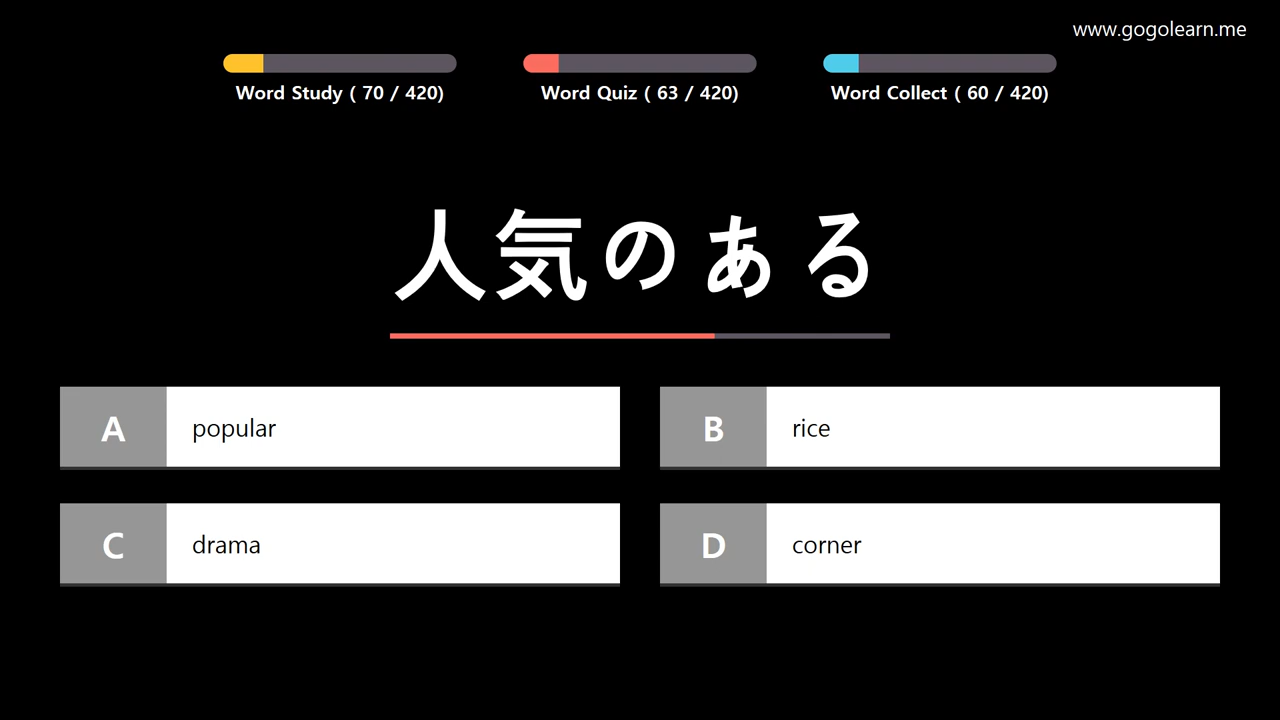 www.gogolearn.me
Word Study ( 70 / 420)
Word Quiz ( 63 / 420)
Word Collect ( 60 / 420)
人気のある
A popular
B rice
C drama
D corner